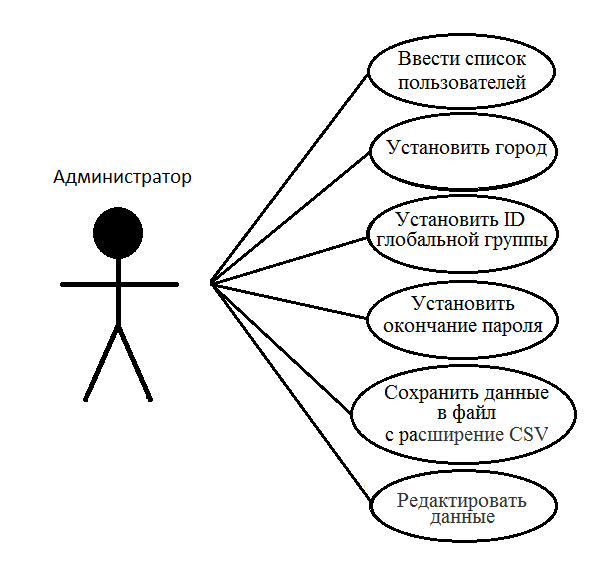 Ввести список
пользователей
Установить город
Администратор
Установить ID
глобальной группы
Установить
окончание пароля
Сохранить данные
в файл
с расширение CSV
Редактировать
данные